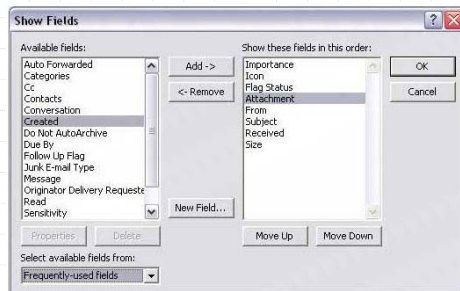 Show Fields
Available fields:
Auto Forwarded
Categories
Cc
Contacts
Conversation
Created
Do Not AutoArchive
Due By
Follow Up Flag
Junk E-mail Type
Message
Originator Delivery Requeste
Read
Sensitivity
Properties
Delete
Select available fields from:
Frequently-used fields
Add ->
<- Remove
New Field...
Show these fields in this order:
Importance
Icon
Flag Status
Attachment
From
Subject
Received
Size
Move Up
Move Down
OK
Cancel